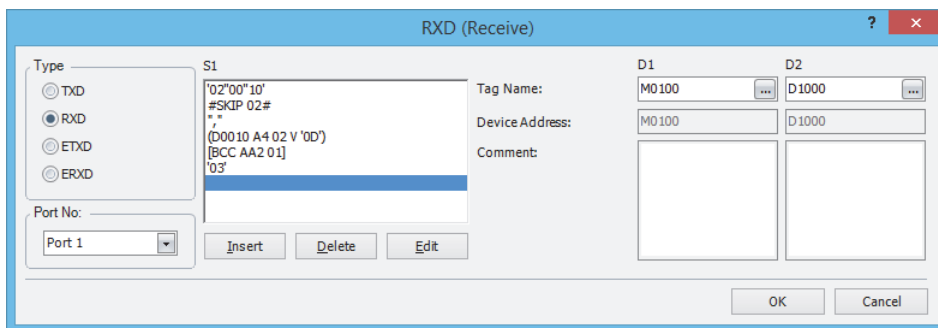 RXD (Receive)
? ×
Type
TXD
RXD
ETXD
ERXD
Port No:
Port 1
S1
'02''00''10'
#SKIP 02#
","
(D0010 A4 02 V '0D')
[BCC AA2 01]
'03'
Insert Delete Edit
D1 D2
Tag Name: M0100 ... D1000 ...
Device Address: M0100 D1000
Comment:
OK Cancel